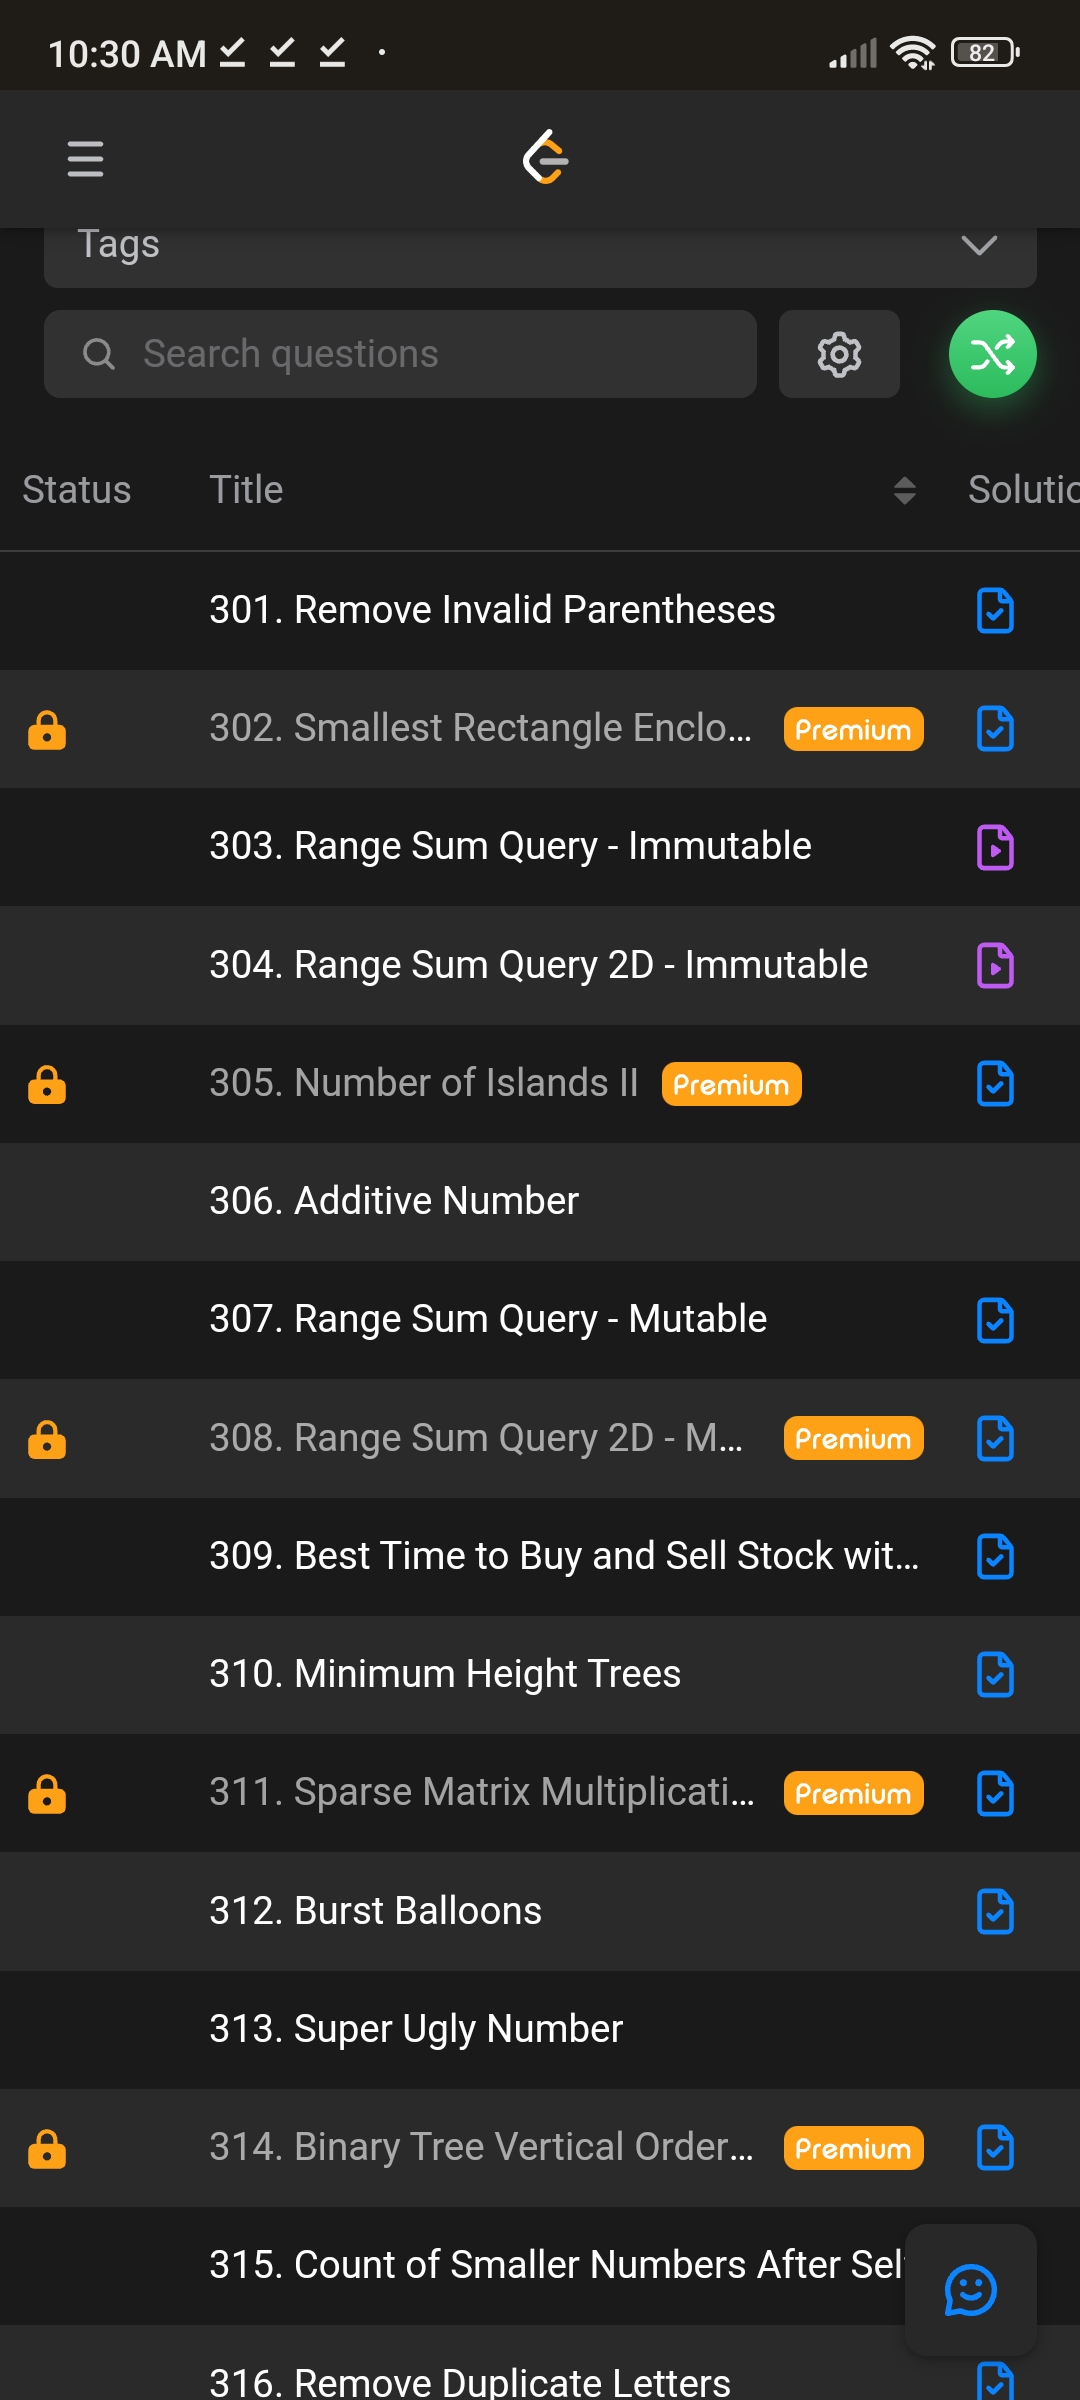 10:30 AM
82
Tags
Search questions
Status Title Solutio
301. Remove Invalid Parentheses
302. Smallest Rectangle Enclo... Premium
303. Range Sum Query - Immutable
304. Range Sum Query 2D - Immutable
305. Number of Islands II Premium
306. Additive Number
307. Range Sum Query - Mutable
308. Range Sum Query 2D - M... Premium
309. Best Time to Buy and Sell Stock wit...
310. Minimum Height Trees
311. Sparse Matrix Multiplicati... Premium
312. Burst Balloons
313. Super Ugly Number
314. Binary Tree Vertical Order... Premium
315. Count of Smaller Numbers After Sel
316. Remove Duplicate Letters